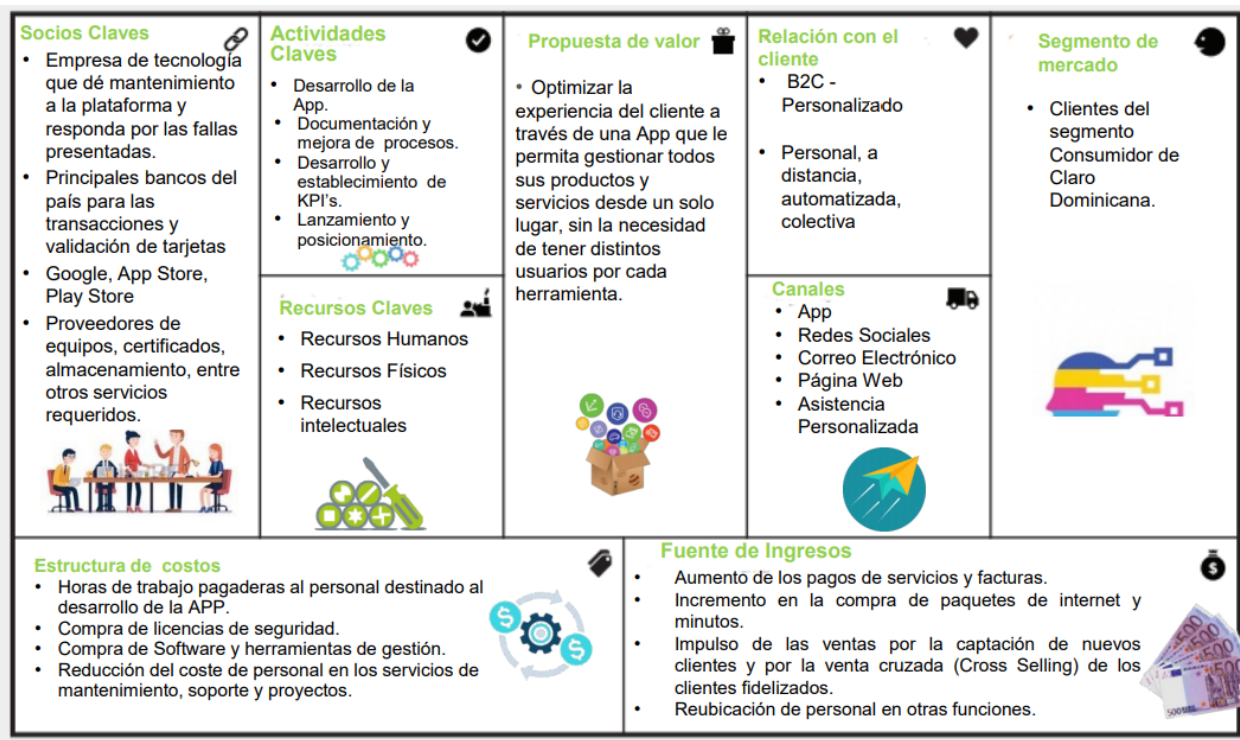 Socios Claves
• Empresa de tecnología
que dé mantenimiento
a la plataforma y
responda por las fallas
presentadas.
• Principales bancos del
país para las
transacciones y
validación de tarjetas
• Google, App Store,
Play Store
• Proveedores de
equipos, certificados,
almacenamiento, entre
otros servicios
requeridos.
Actividades
Claves
• Desarrollo de la
App.
• Documentación y
mejora de procesos.
• Desarrollo y
establecimiento de
KPI's.
• Lanzamiento y
posicionamiento.
Recursos Claves
• Recursos Humanos
• Recursos Físicos
• Recursos
intelectuales
Propuesta de valor
• Optimizar la
experiencia del cliente a
través de una App que le
permita gestionar todos
sus productos y
servicios desde un solo
lugar, sin la necesidad
de tener distintos
usuarios por cada
herramienta.
Relación con el
cliente
• B2C -
Personalizado
• Personal, a
distancia,
automatizada,
colectiva
Canales
• App
• Redes Sociales
• Correo Electrónico
• Página Web
• Asistencia
Personalizada
Segmento de
mercado
• Clientes del
segmento
Consumidor de
Claro
Dominicana.
Estructura de costos
• Horas de trabajo pagaderas al personal destinado al
desarrollo de la APP.
• Compra de licencias de seguridad.
• Compra de Software y herramientas de gestión.
• Reducción del coste de personal en los servicios de
mantenimiento, soporte y proyectos.
Fuente de Ingresos
• Aumento de los pagos de servicios y facturas.
• Incremento en la compra de paquetes de internet y
minutos.
• Impulso de las ventas por la captación de nuevos
clientes y por la venta cruzada (Cross Selling) de los
clientes fidelizados.
• Reubicación de personal en otras funciones.